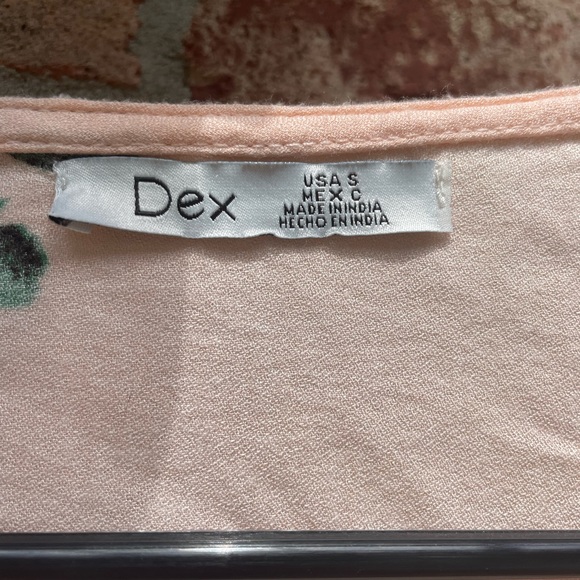 Dex
USA S
MEX C
MADE IN INDIA
HECHO EN INDIA